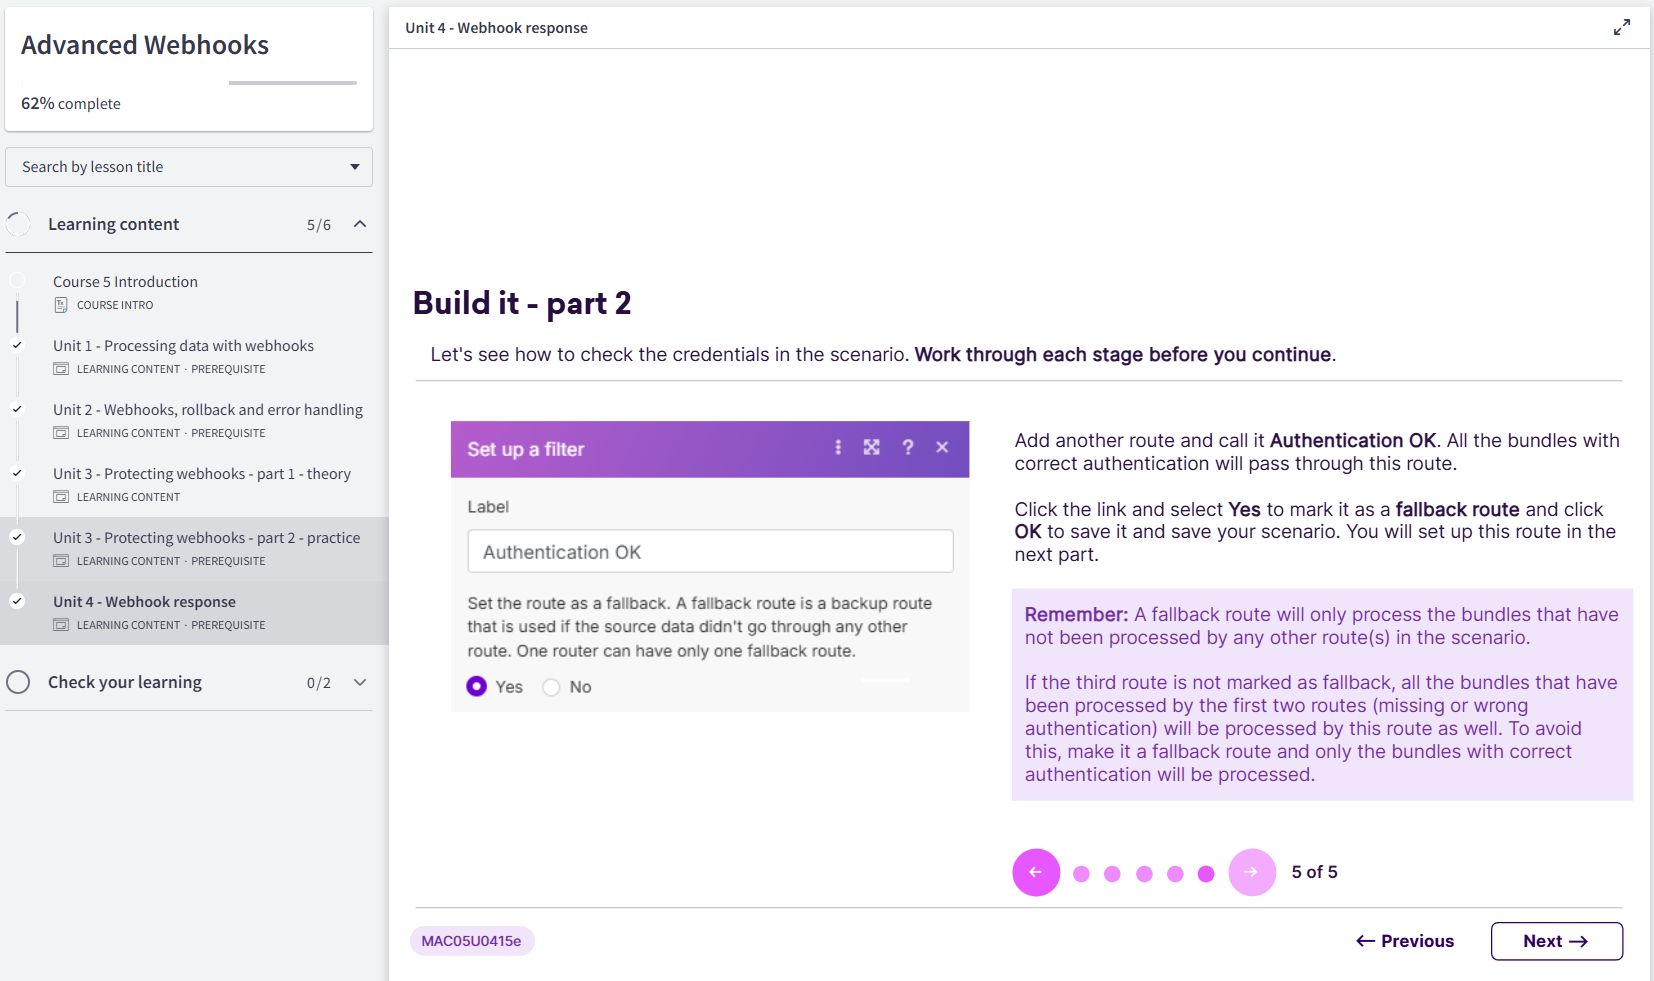 Advanced Webhooks
62% complete
Search by lesson title
Learning content 5/6
Course 5 Introduction
COURSE INTRO
Unit 1 - Processing data with webhooks
LEARNING CONTENT · PREREQUISITE
Unit 2 - Webhooks, rollback and error handling
LEARNING CONTENT · PREREQUISITE
Unit 3 - Protecting webhooks - part 1 - theory
LEARNING CONTENT
Unit 3 - Protecting webhooks - part 2 - practice
LEARNING CONTENT · PREREQUISITE
Unit 4 - Webhook response
LEARNING CONTENT · PREREQUISITE
Check your learning 0/2
Unit 4 - Webhook response
Build it - part 2
Let's see how to check the credentials in the scenario. Work through each stage before you continue.
Set up a filter
Label
Authentication OK
Set the route as a fallback. A fallback route is a backup route
that is used if the source data didn't go through any other
route. One router can have only one fallback route.
Yes No
Add another route and call it Authentication OK. All the bundles with
correct authentication will pass through this route.
Click the link and select Yes to mark it as a fallback route and click
OK to save it and save your scenario. You will set up this route in the
next part.
Remember: A fallback route will only process the bundles that have
not been processed by any other route(s) in the scenario.
If the third route is not marked as fallback, all the bundles that have
been processed by the first two routes (missing or wrong
authentication) will be processed by this route as well. To avoid
this, make it a fallback route and only the bundles with correct
authentication will be processed.
← → 5 of 5
MAC05U0415e
← Previous
Next →